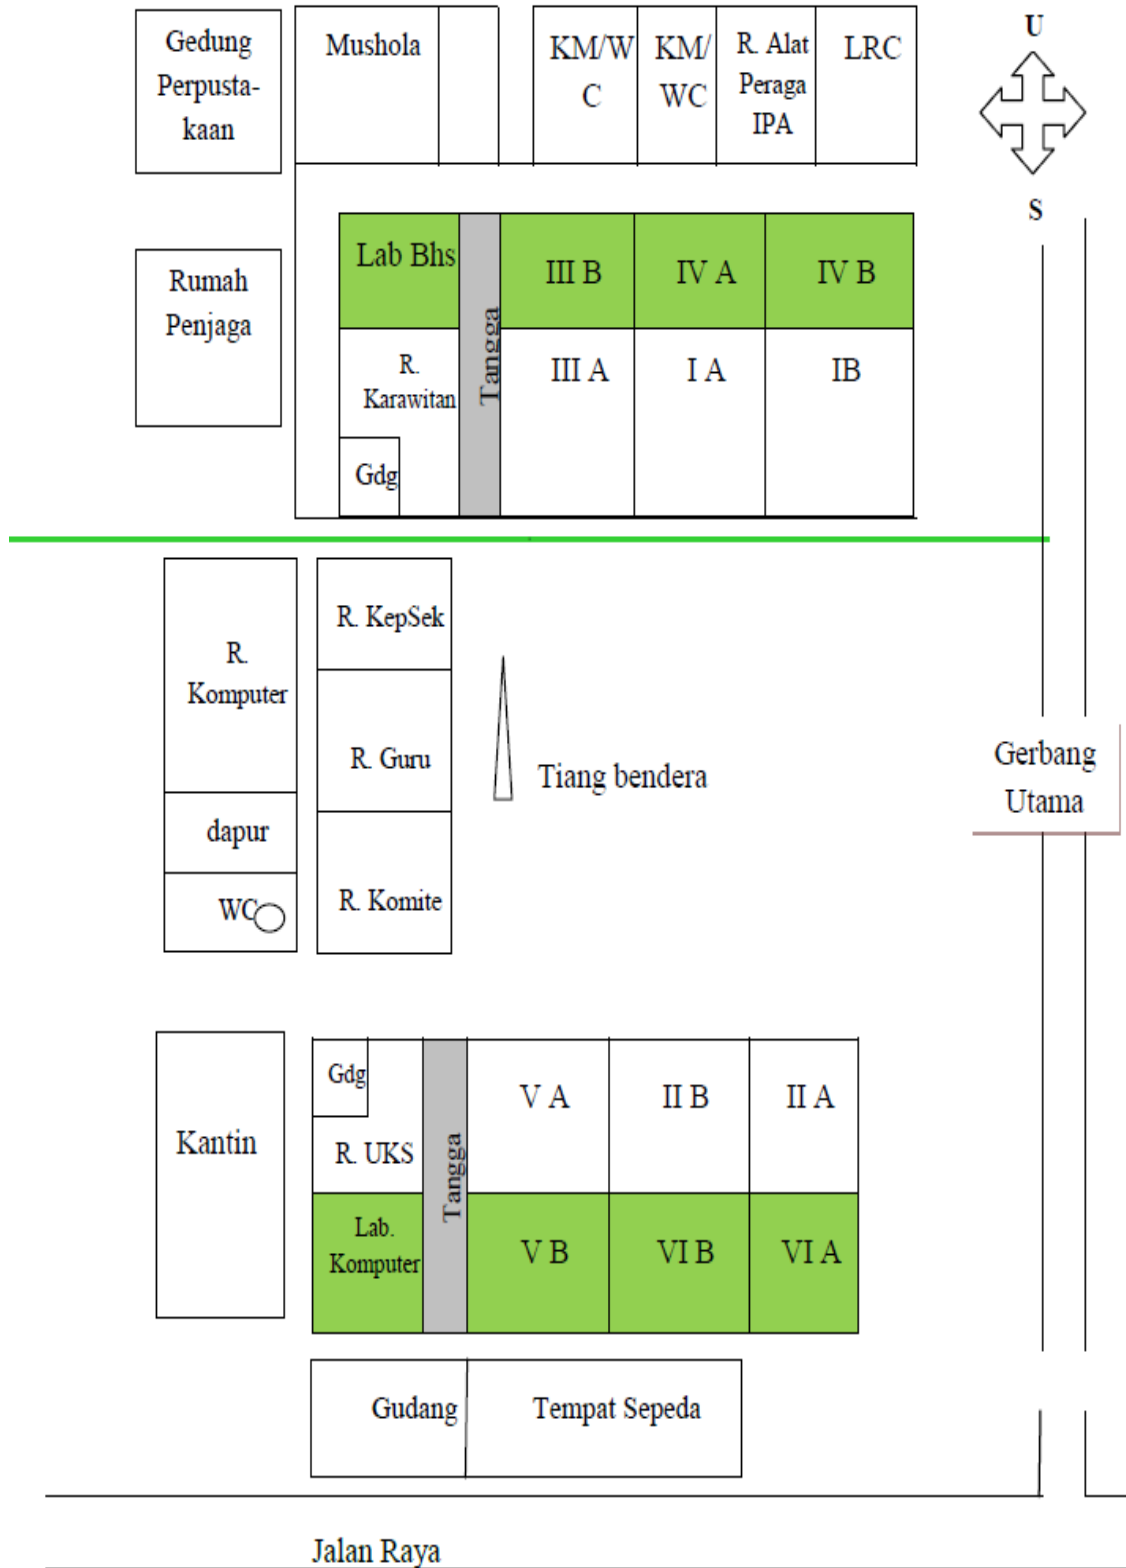 Gedung
Perpusta-
kaan
Mushola
KM/W
C
KM/
WC
R. Alat
Peraga
IPA
LRC
U
S
Rumah
Penjaga
Lab Bhs
Tangga
III B
IV A
IV B
R.
Karawitan
III A
I A
IB
Gdg
R.
Komputer
dapur
WC
R. KepSek
R. Guru
R. Komite
Tiang bendera
Gerbang
Utama
Kantin
Gdg
R. UKS
Tangga
V A
II B
II A
Lab.
Komputer
V B
VI B
VI A
Gudang
Tempat Sepeda
Jalan Raya